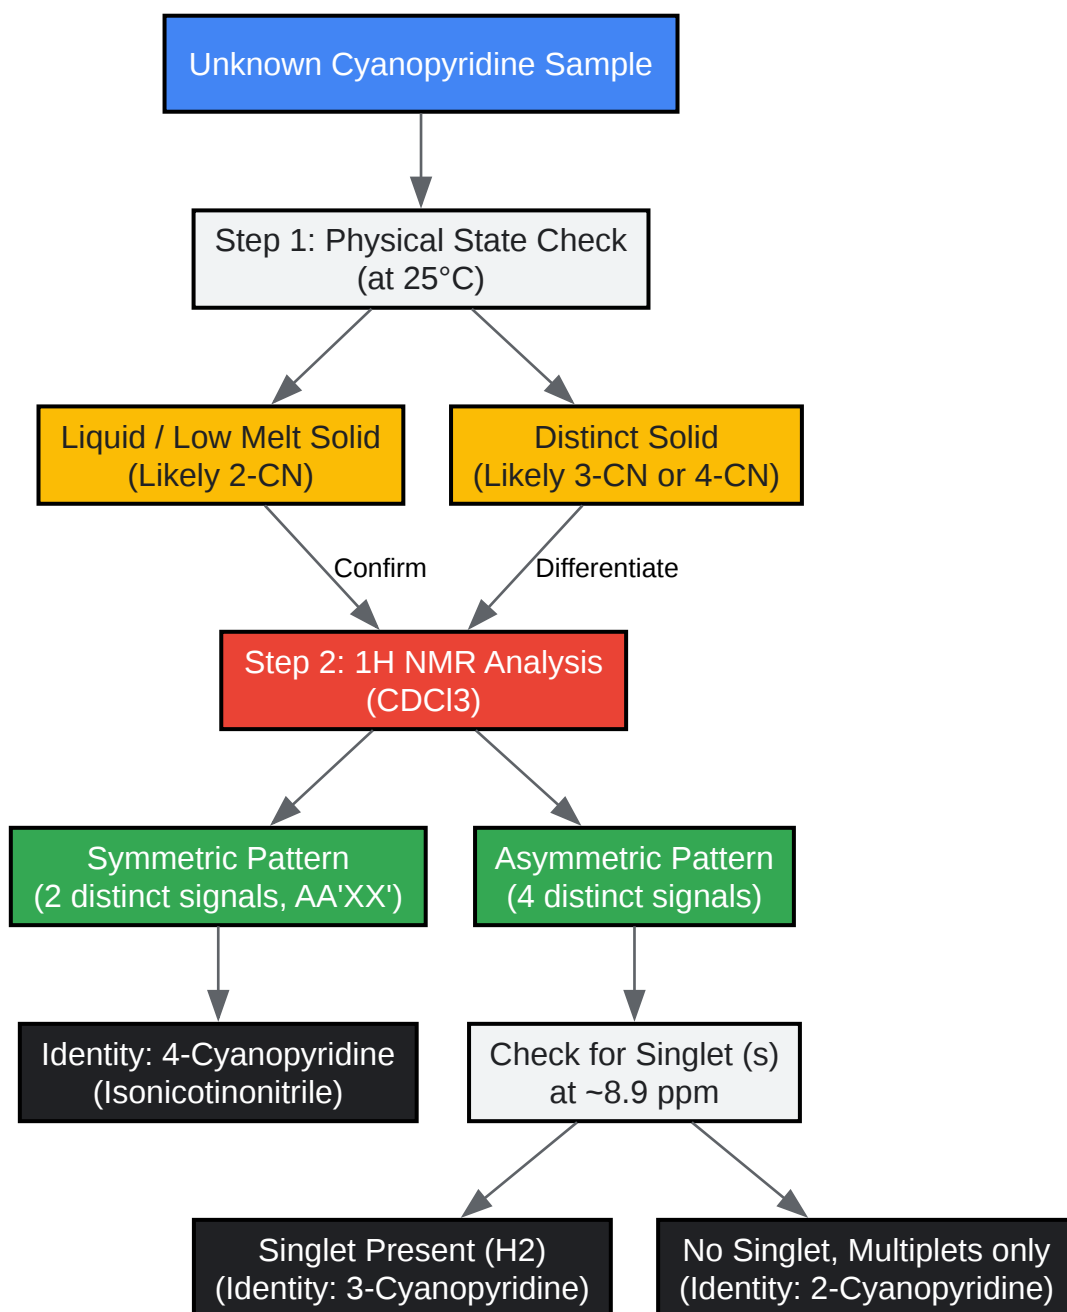 Unknown Cyanopyridine Sample
Step 1: Physical State Check
(at 25°C)
Liquid / Low Melt Solid
(Likely 2-CN)
Distinct Solid
(Likely 3-CN or 4-CN)
Confirm
Differentiate
Step 2: 1H NMR Analysis
(CDCl3)
Symmetric Pattern
(2 distinct signals, AA'XX')
Asymmetric Pattern
(4 distinct signals)
Identity: 4-Cyanopyridine
(Isonicotinonitrile)
Check for Singlet (s)
at ~8.9 ppm
Singlet Present (H2)
(Identity: 3-Cyanopyridine)
No Singlet, Multiplets only
(Identity: 2-Cyanopyridine)